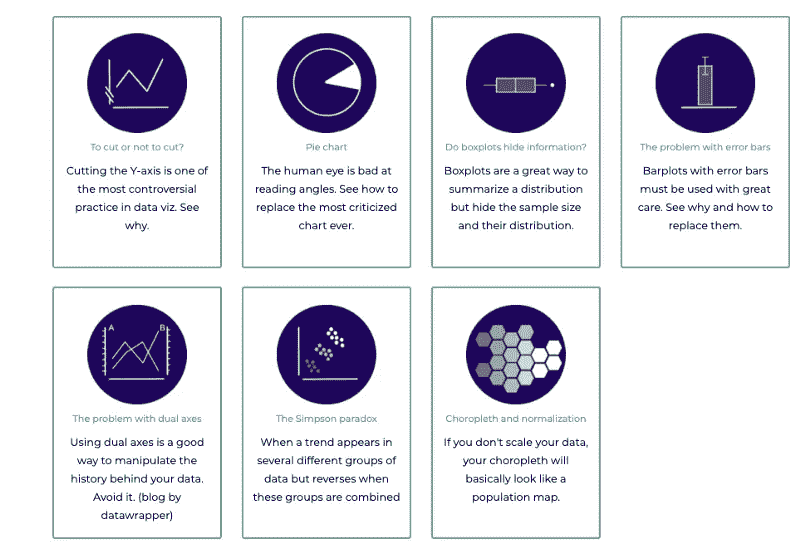 To cut or not to cut?
Cutting the Y-axis is one of
the most controversial
practice in data viz. See
why.
Pie chart
The human eye is bad at
reading angles. See how to
replace the most criticized
chart ever.
Do boxplots hide information?
Boxplots are a great way to
summarize a distribution
but hide the sample size
and their distribution.
The problem with error bars
Barplots with error bars
must be used with great
care. See why and how to
replace them.
A
B
The problem with dual axes
Using dual axes is a good
way to manipulate the
history behind your data.
Avoid it. (blog by
datawrapper)
The Simpson paradox
When a trend appears in
several different groups of
data but reverses when
these groups are combined
Choropleth and normalization
If you don't scale your data,
your choropleth will
basically look like a
population map.